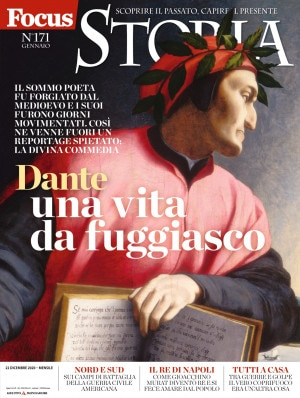 Focus
SCOPRIRE IL PASSATO, CAPIRE IL PRESENTE
STORIA
N°171
GENNAIO
IL SOMMO POETA
FU FORGIATO DAL
MEDIOEVO E I SUOI
FURONO GIORNI
MOVIMENTATI. COSÌ
NE VENNE FUORI UN
REPORTAGE SPIETATO:
LA DIVINA COMMEDIA
Dante
una vita
da fuggiasco
22 DICEMBRE 2020 - MENSILE
NORD E SUD
SUI CAMPI DI BATTAGLIA
DELLA GUERRA CIVILE
AMERICANA
IL RE DI NAPOLI
COME GIOACCHINO
MURAT DIVENTÒ RE E SI
FECE AMARE DAL POPOLO
TUTTI A CASA
TRA GUERRE E GOLPE
IL VERO COPRIFUOCO
ERA UN'ALTRA COSA